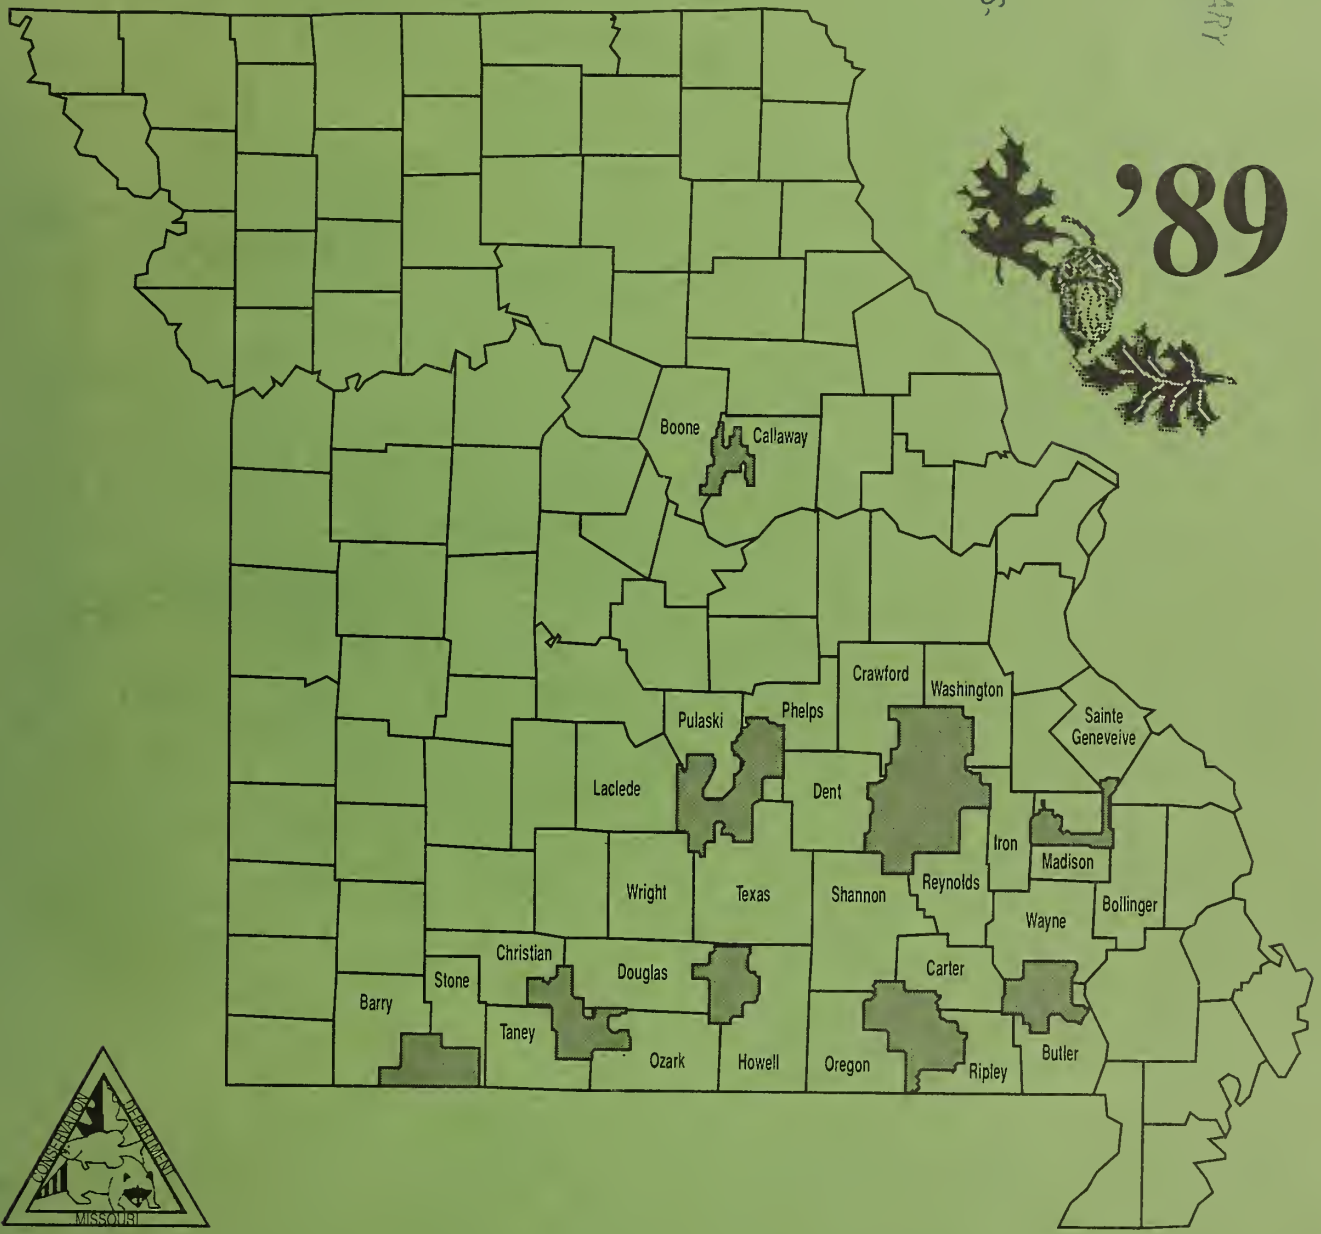 S,
ARY
’89
Boone
Callaway
Crawford
Washington
Phelps
Pulaski
Sainte
Geneveive
Laclede
Dent
Iron
Madison
Reynolds
Wright
Texas
Shannon
Bollinger
Wayne
Christian
Douglas
Carter
Stone
Barry
Taney
Ozark
Howell
Oregon
Ripley
Butler
CONSERVATION
DEPARTMENT
MISSOURI